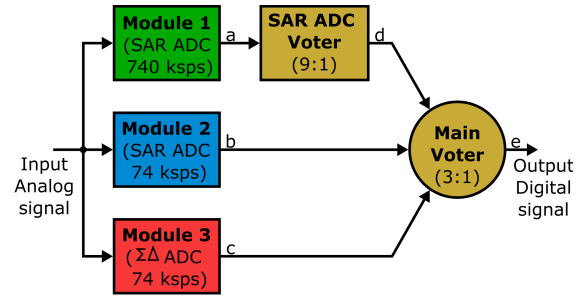 Module 1
(SAR ADC
740 ksps)
a
SAR ADC
Voter
(9:1)
d
Module 2
(SAR ADC
74 ksps)
b
Main
Voter
(3:1)
e
Input
Analog
signal
Output
Digital
signal
Module 3
(ΣΔ ADC
74 ksps)
c